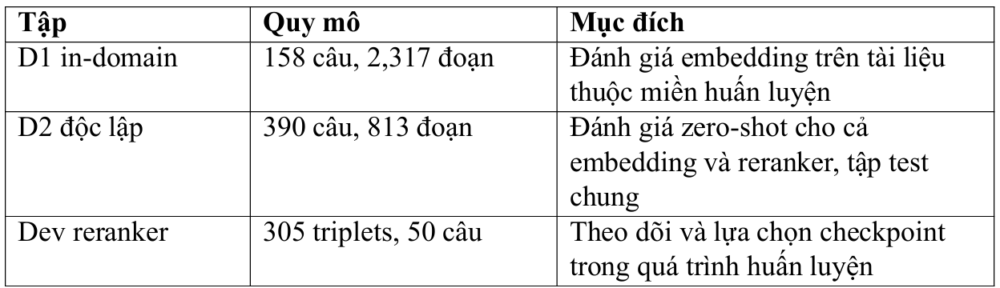 Tập Quy mô Mục đích
D1 in-domain 158 câu, 2,317 đoạn Đánh giá embedding trên tài liệu
thuộc miền huấn luyện
D2 độc lập 390 câu, 813 đoạn Đánh giá zero-shot cho cả
embedding và reranker, tập test
chung
Dev reranker 305 triplets, 50 câu Theo dõi và lựa chọn checkpoint
trong quá trình huấn luyện